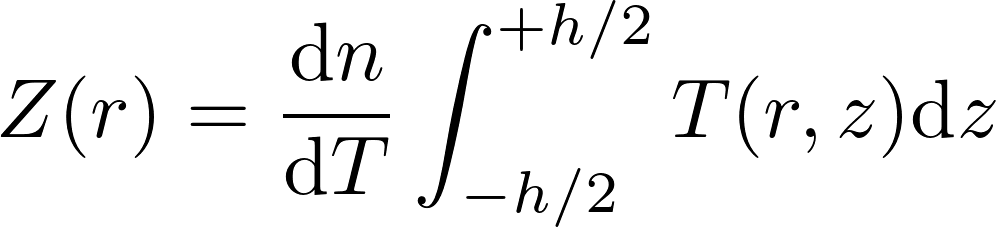 Z(r) = \frac{\mathrm{d}n}{\mathrm{d}T} \int_{-h/2}^{+h/2} T(r, z) \mathrm{d}z